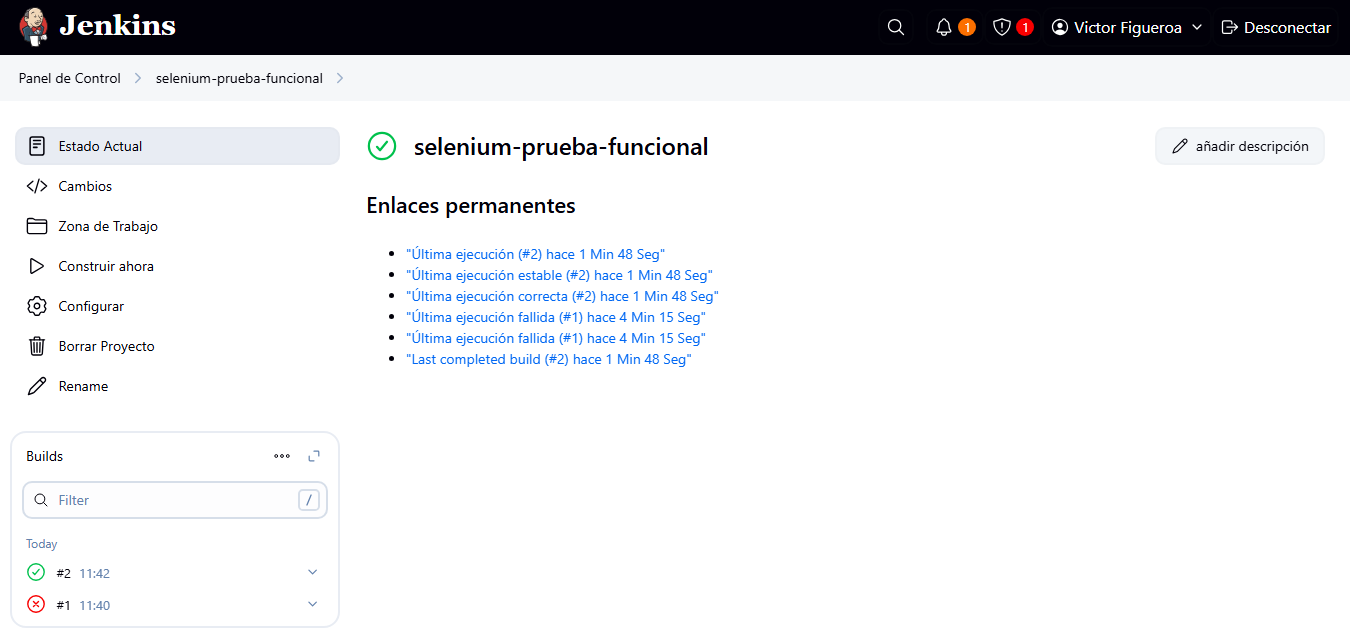 Jenkins
1
1
Victor Figueroa
Desconectar
Panel de Control
selenium-prueba-funcional
Estado Actual
Cambios
Zona de Trabajo
Construir ahora
Configurar
Borrar Proyecto
Rename
Builds
Filter
/
Today
#2 11:42
#1 11:40
selenium-prueba-funcional
añadir descripción
Enlaces permanentes
"Última ejecución (#2) hace 1 Min 48 Seg"
"Última ejecución estable (#2) hace 1 Min 48 Seg"
"Última ejecución correcta (#2) hace 1 Min 48 Seg"
"Última ejecución fallida (#1) hace 4 Min 15 Seg"
"Última ejecución fallida (#1) hace 4 Min 15 Seg"
"Last completed build (#2) hace 1 Min 48 Seg"